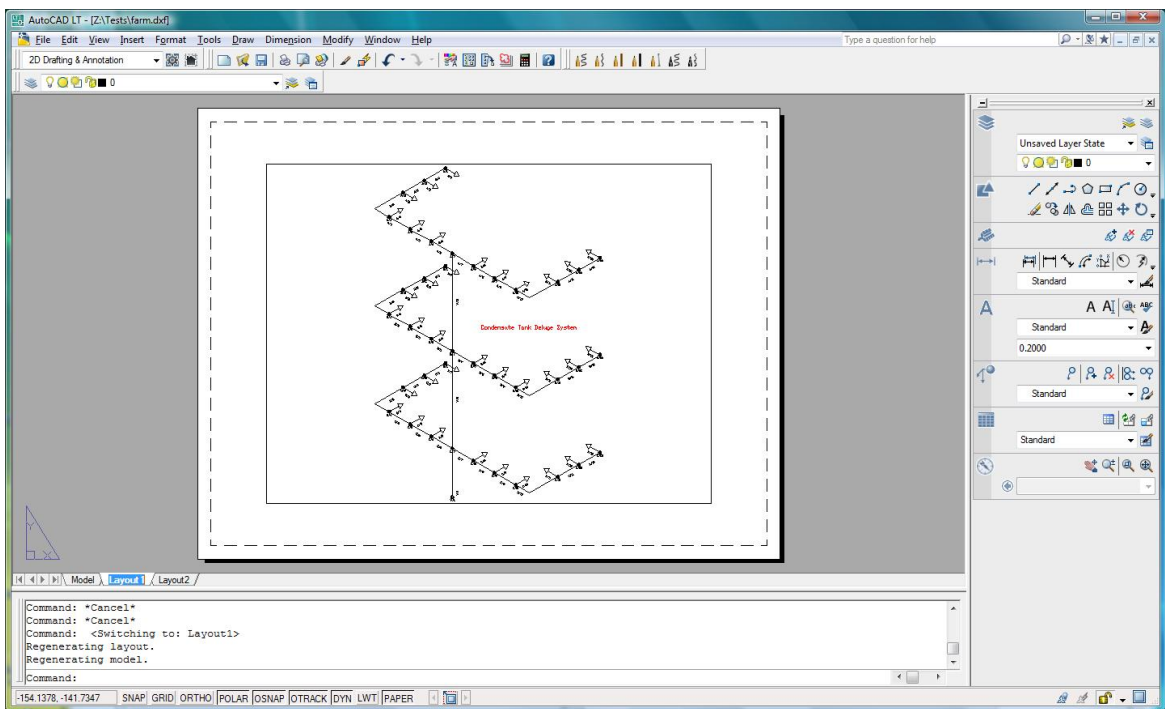 AutoCAD LT - [Z:\Tests\farm.dxf]
File Edit View Insert Format Tools Draw Dimension Modify Window Help
Type a question for help
2D Drafting & Annotation
0
Unsaved Layer State
0
Standard
A
Standard
0.2000
Standard
Standard
Condensate Tank Deluge System
Y
X
Model Layout1 Layout2
Command: *Cancel*
Command: *Cancel*
Command: <Switching to: Layout1>
Regenerating layout.
Regenerating model.
Command:
-154.1378, -141.7347 SNAP GRID ORTHO POLAR OSNAP OTRACK DYN LWT PAPER